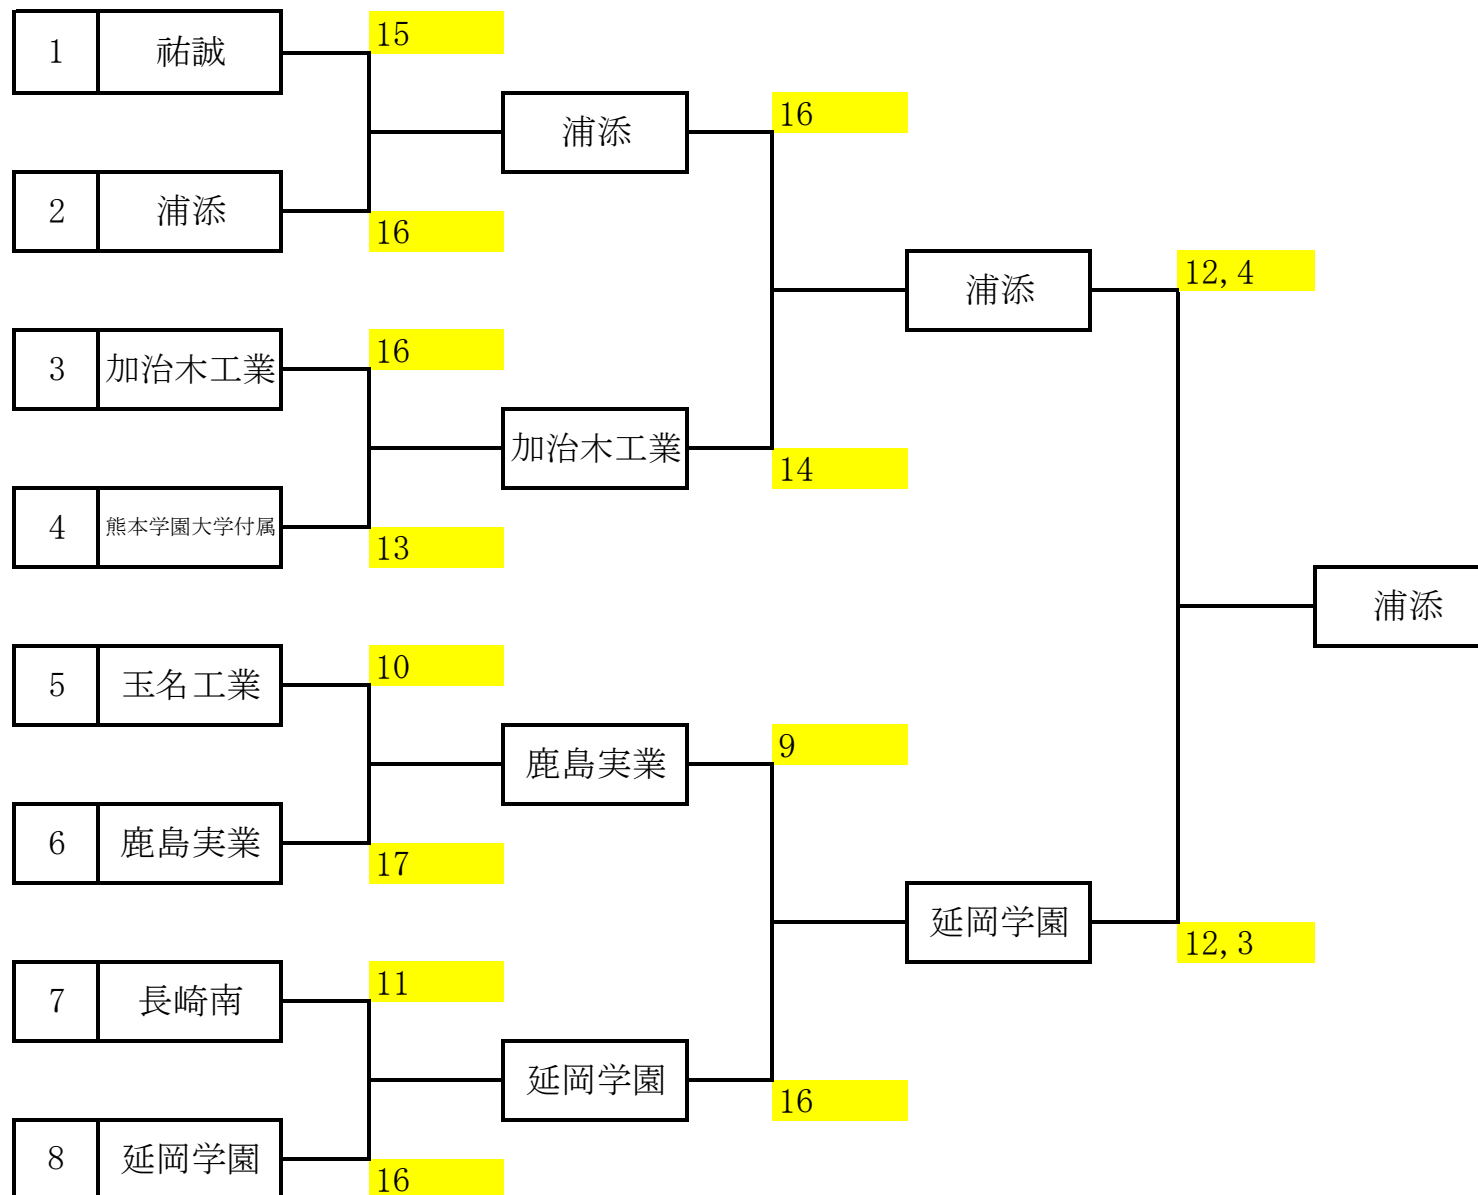 1 祐誠 15
浦添 16
2 浦添 16
浦添 12,4
3 加治木工業 16
加治木工業 14
4 熊本学園大学付属 13
浦添
5 玉名工業 10
鹿島実業 9
6 鹿島実業 17
延岡学園 12,3
7 長崎南 11
延岡学園 16
8 延岡学園 16